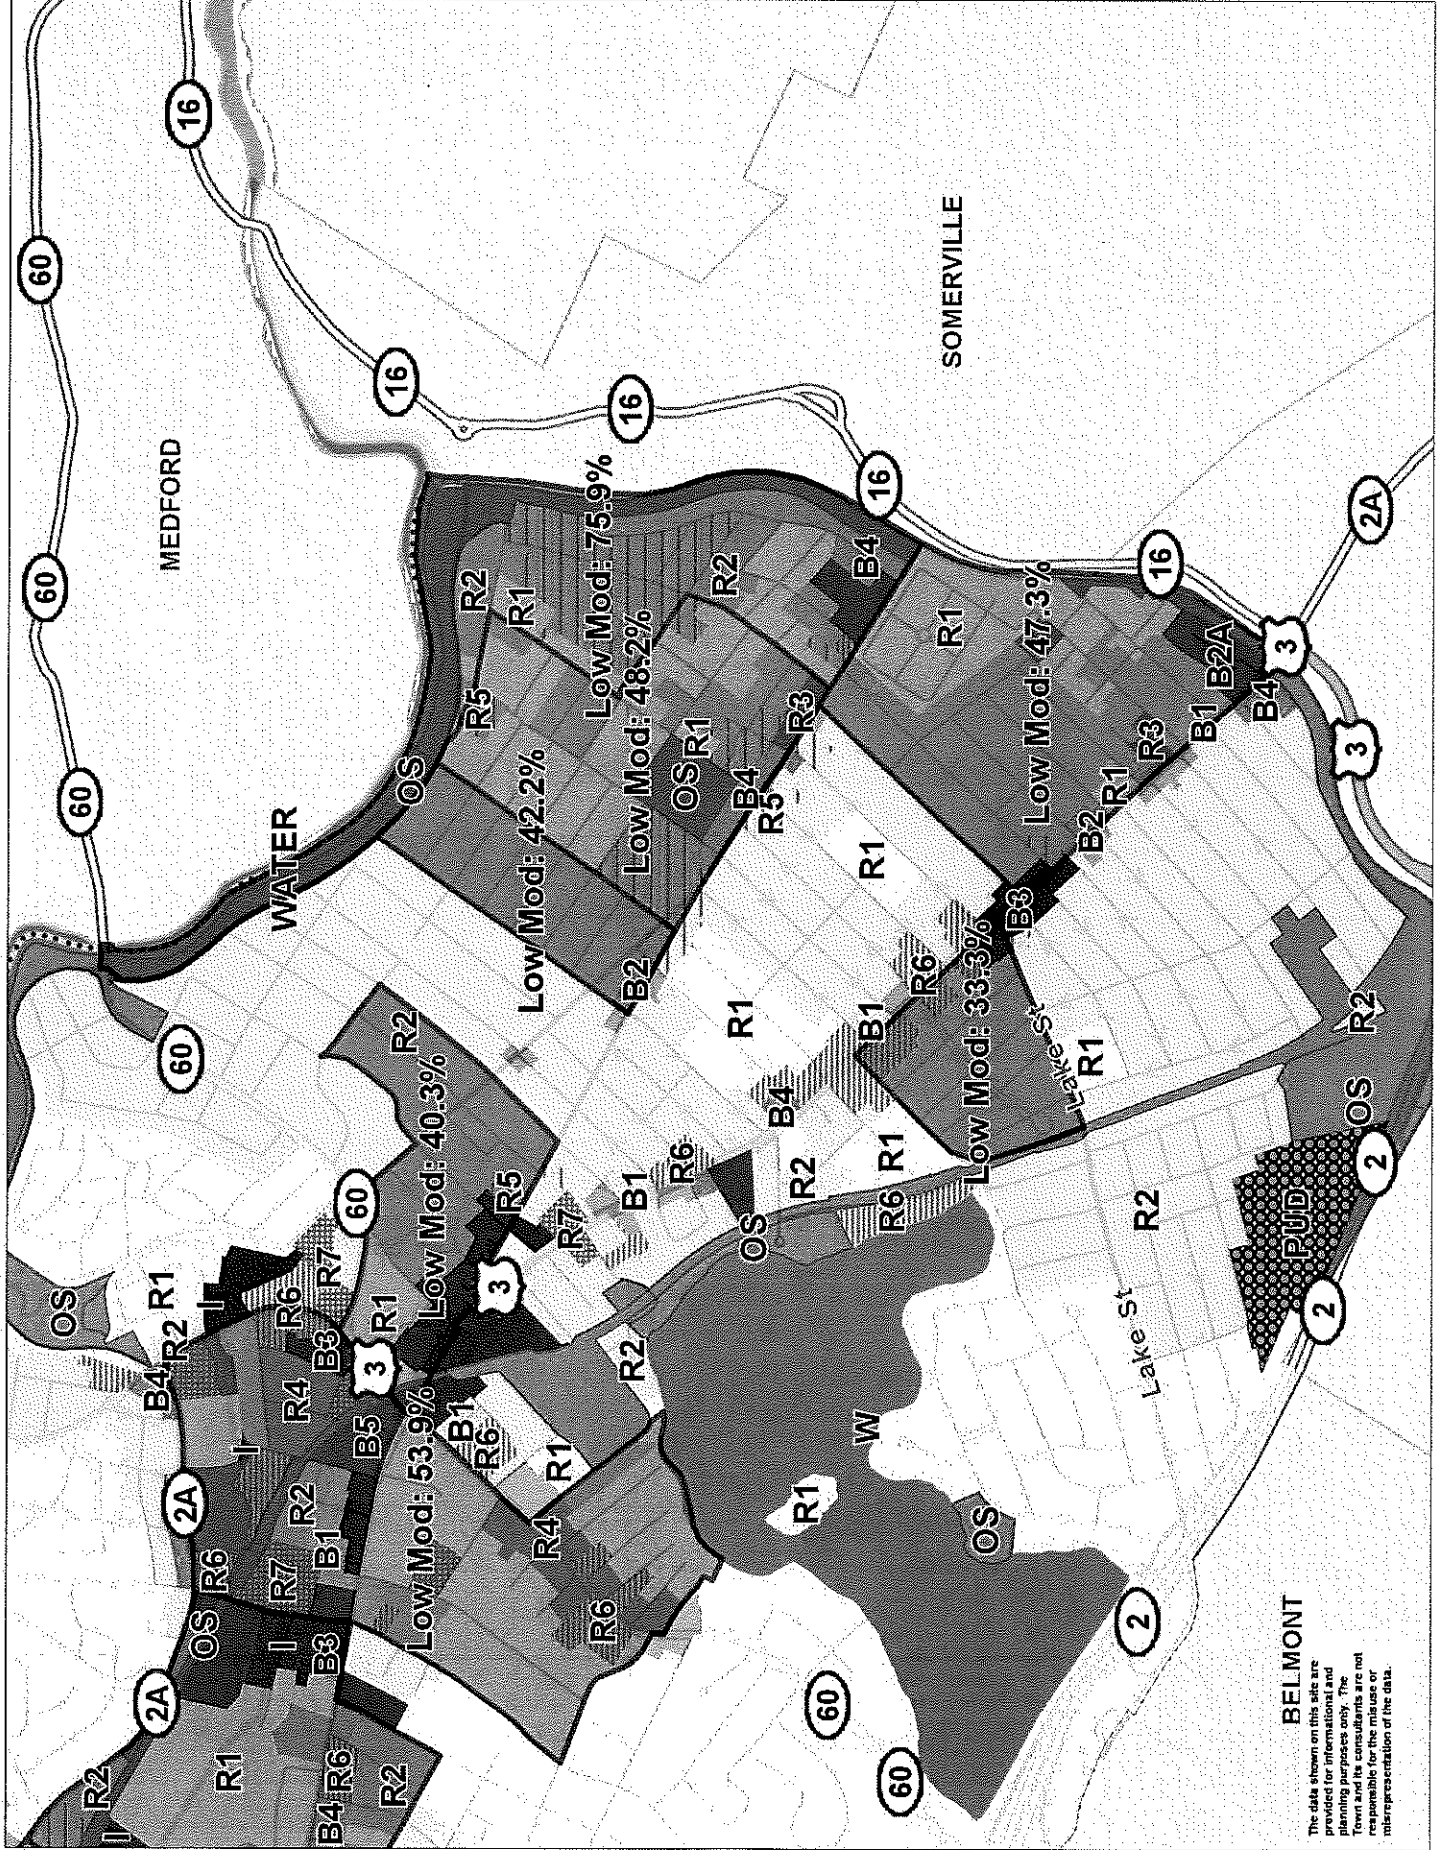 60
60
OS
60
R2
I
B4
2A
R1
MEDFORD
R2
60
2A
16
OS
I
R6
R1
I
I
R7
WATER
R6
R4
R2
B3
B1
B3
R7
B4
R6
60
B5
3
R1
R2
16
R2
OS
Low Mod: 53.9%
Low Mod: 40.3%
B1
R2
R5
R6
3
R5
R1
Low Mod: 42.2%
R4
R1
R7
Low Mod: 75.9%
R6
16
R2
B1
B2
Low Mod: 48.2%
R6
OS
R1
R2
R1
B4
OS
R5
B4
R3
R2
R1
60
W
B4
B1
R1
16
R6
R1
60
R6
R1
SOMERVILLE
Low Mod: 33.3%
OS
B3
Low Mod: 47.3%
Lake St
R1
B2
R1
2
Lake St
R2
R3
16
B1
B2A
B4
3
BELMONT
PUD
2
3
OS
R2
2A
2
The data shown on this site are
provided for informational and
planning purposes only. The
Town and its consultants are not
responsible for the misuse or
misrepresentation of the data.